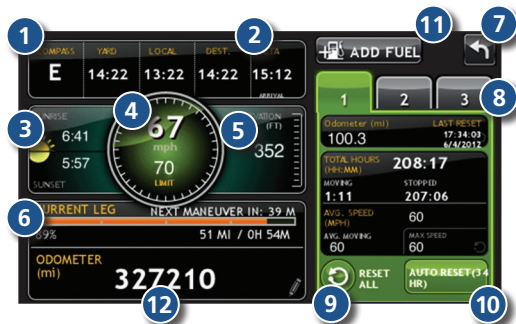 1 2 11 7
COMPASS YARD LOCAL DEST.
E 14:22 13:22 14:22 15:12
ARRIVAL
ADD FUEL
1 2 3 8
3 4 5
SUNRISE
6:41
5:57
SUNSET
67
mph
70
LIMIT
(FT)
352
Odometer (mi) LAST RESET
100.3 17:34:03
6/4/2012
TOTAL HOURS (HH:MM) 208:17
MOVING STOPPED
1:11 207:06
AVG. SPEED (MPH) 60
AVG. MOVING MAX SPEED
60 60
6
CURRENT LEG NEXT MANEUVER IN: 39 M
89% 51 MI / 0H 54M
ODOMETER (mi)
327210
12
RESET ALL
AUTO RESET(34 HR)
9 10